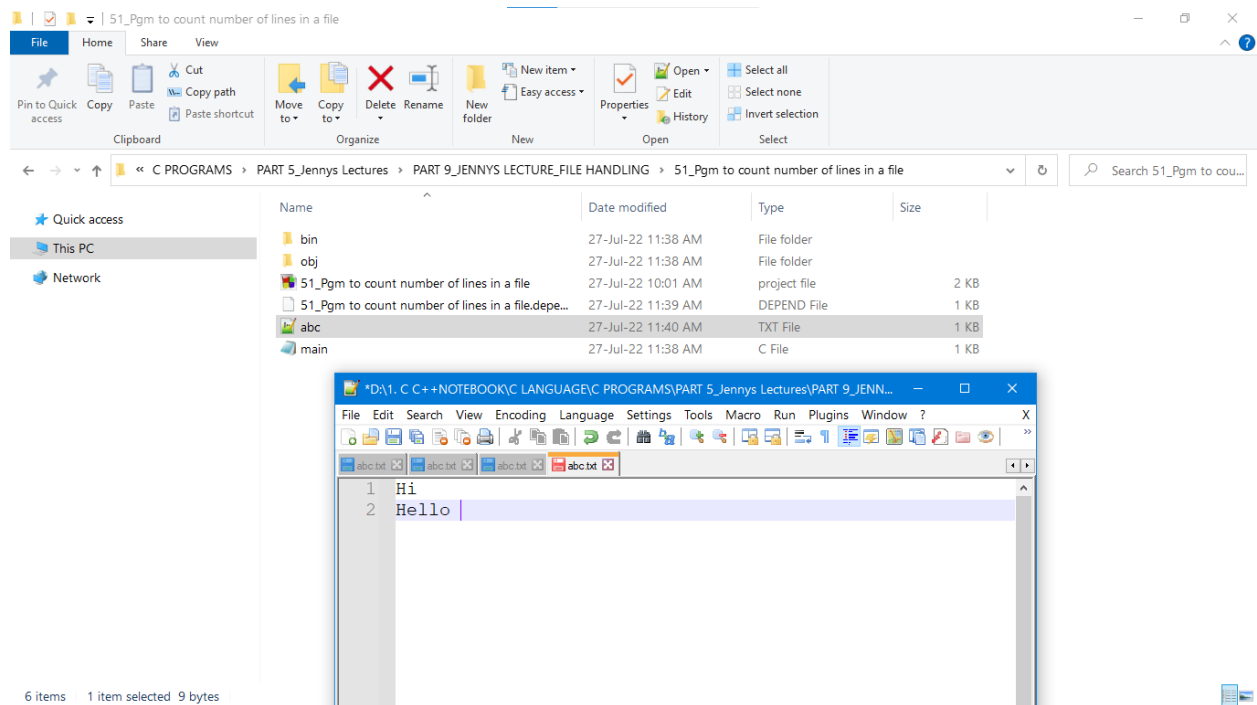 51_Pgm to count number of lines in a file
File Home Share View
Pin to Quick access
Copy
Paste
Cut
Copy path
Paste shortcut
Clipboard
Move to
Copy to
Delete
Rename
Organize
New folder
New item
Easy access
New
Properties
Open
Edit
History
Open
Select all
Select none
Invert selection
Select
« C PROGRAMS > PART 5_Jennys Lectures > PART 9_JENNYS LECTURE_FILE HANDLING > 51_Pgm to count number of lines in a file
Search 51_Pgm to cou...
Quick access
This PC
Network
Name Date modified Type Size
bin 27-Jul-22 11:38 AM File folder
obj 27-Jul-22 11:38 AM File folder
51_Pgm to count number of lines in a file 27-Jul-22 10:01 AM project file 2 KB
51_Pgm to count number of lines in a file.depe... 27-Jul-22 11:39 AM DEPEND File 1 KB
abc 27-Jul-22 11:40 AM TXT File 1 KB
main 27-Jul-22 11:38 AM C File 1 KB
*D:\1. C C++NOTEBOOK\C LANGUAGE\C PROGRAMS\PART 5_Jennys Lectures\PART 9_JENN...
File Edit Search View Encoding Language Settings Tools Macro Run Plugins Window ? X
abc.txt abc.txt abc.txt abc.txt
1 Hi
2 Hello
6 items 1 item selected 9 bytes